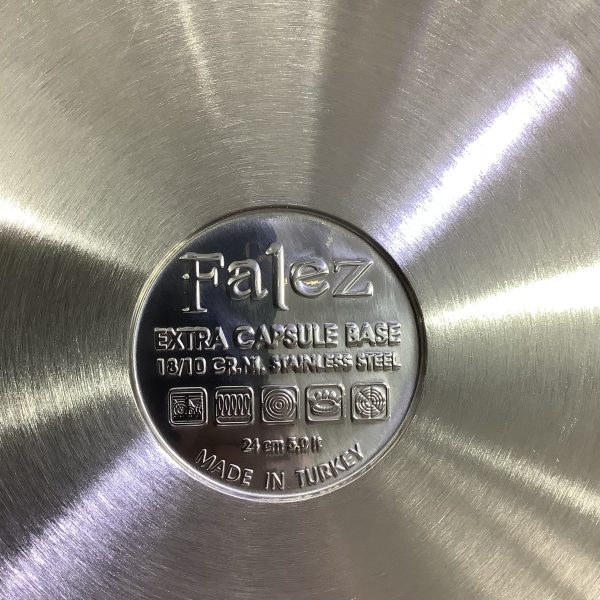 Falez
EXTRA CAPSULE BASE
18/10 CR.NI. STAINLESS STEEL
24 cm 5,0 lt
MADE IN TURKEY